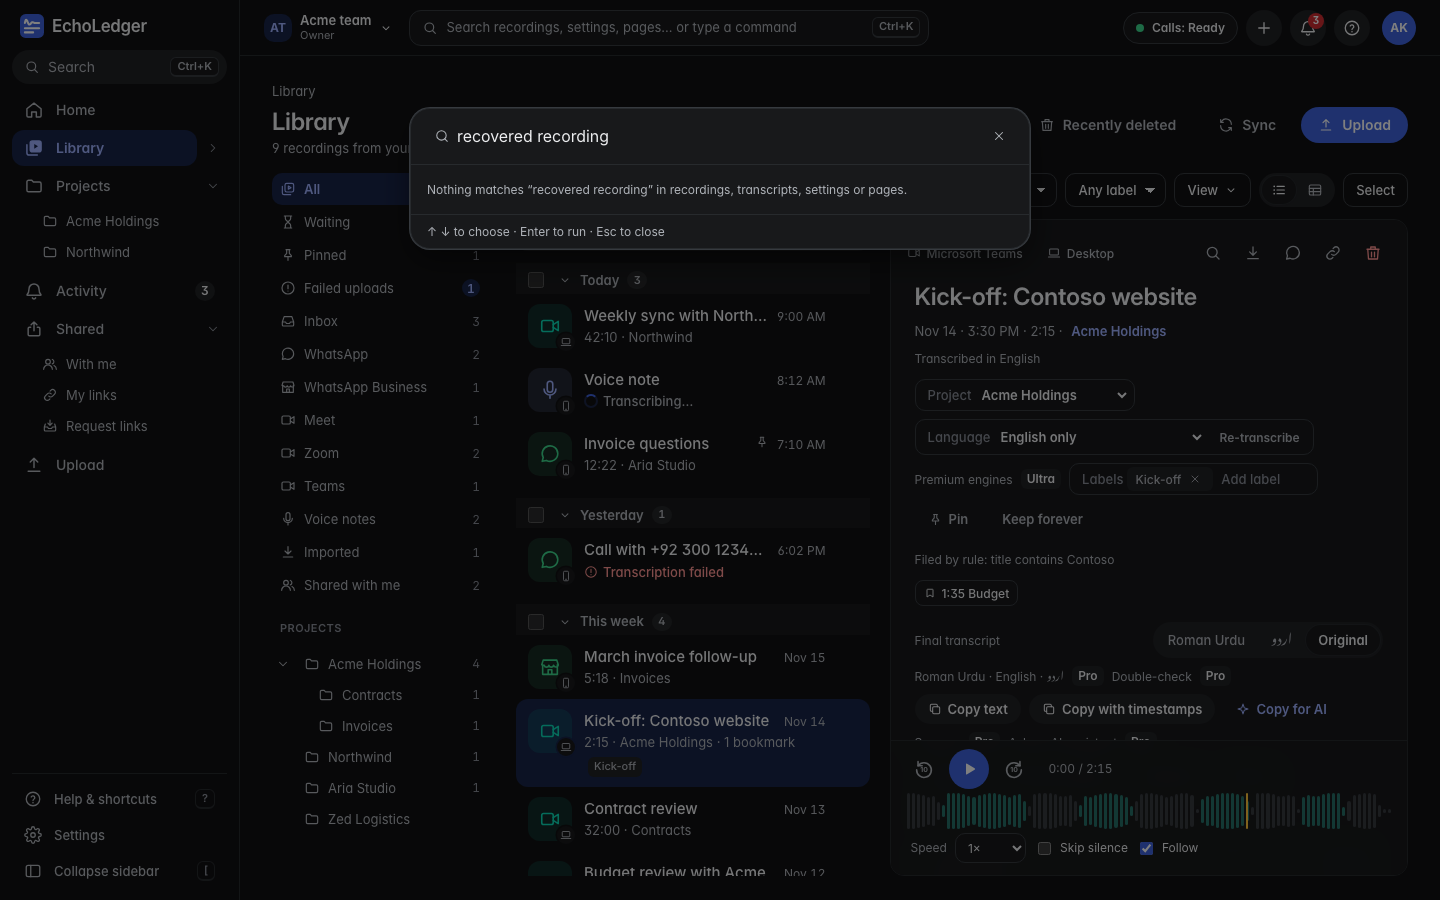 EchoLedger
AT
Acme team
Owner
Search recordings, settings, pages... or type a command
Ctrl+K
Calls: Ready
3
AK
Search
Ctrl+K
Home
Library
Projects
Acme Holdings
Northwind
Activity
3
Shared
With me
My links
Request links
Upload
Help & shortcuts
?
Settings
Collapse sidebar
[
Library
Library
9 recordings from your
Recently deleted
Sync
Upload
recovered recording
Nothing matches “recovered recording” in recordings, transcripts, settings or pages.
↑ ↓ to choose · Enter to run · Esc to close
Any label
View
Select
All
Waiting
Pinned
1
Failed uploads
1
Inbox
3
WhatsApp
2
WhatsApp Business
1
Meet
1
Zoom
2
Teams
1
Voice notes
2
Imported
1
Shared with me
2
PROJECTS
Acme Holdings
4
Contracts
1
Invoices
1
Northwind
1
Aria Studio
1
Zed Logistics
Today
3
Weekly sync with North...
9:00 AM
42:10 · Northwind
Voice note
8:12 AM
Transcribing...
Invoice questions
7:10 AM
12:22 · Aria Studio
Yesterday
1
Call with +92 300 1234...
6:02 PM
Transcription failed
This week
4
March invoice follow-up
Nov 15
5:18 · Invoices
Kick-off: Contoso website
Nov 14
2:15 · Acme Holdings · 1 bookmark
Kick-off
Contract review
Nov 13
32:00 · Contracts
Budget review with Acme
Nov 12
Microsoft Teams
Desktop
Kick-off: Contoso website
Nov 14 · 3:30 PM · 2:15 · Acme Holdings
Transcribed in English
Project Acme Holdings
Language English only
Re-transcribe
Premium engines Ultra
Labels Kick-off × Add label
Pin
Keep forever
Filed by rule: title contains Contoso
1:35 Budget
Final transcript
Roman Urdu
اردو
Original
Roman Urdu · English · اردو Pro Double-check Pro
Copy text
Copy with timestamps
Copy for AI
10
10
0:00 / 2:15
Speed
1×
Skip silence
Follow